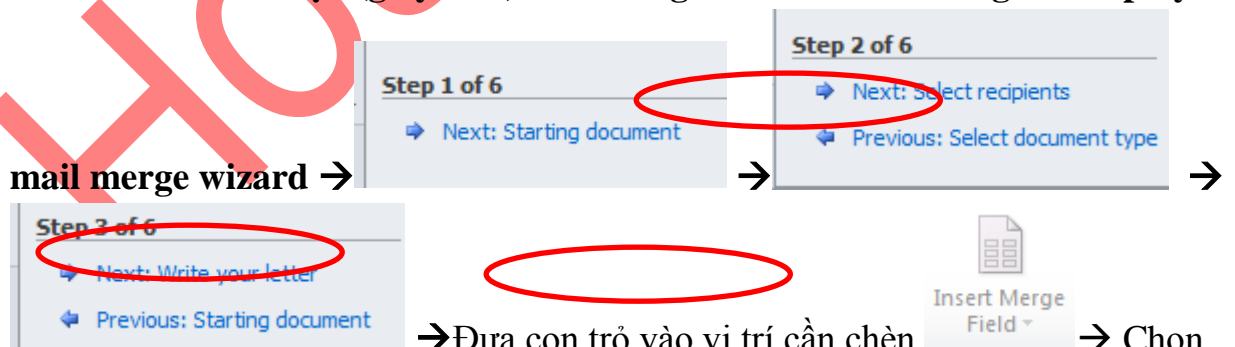 Step 1 of 6
Next: Starting document
Step 2 of 6
Next: Select recipients
Previous: Select document type
mail merge wizard → → →
Step 3 of 6
Next: Write your letter
Previous: Starting document
Insert Merge
Field
→Đưa con trỏ vào vị trí cần chèn → Chọn